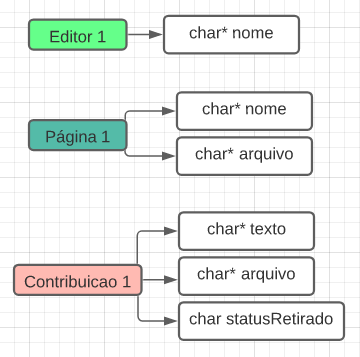 Editor 1
char* nome
Página 1
char* nome
char* arquivo
Contribuicao 1
char* texto
char* arquivo
char statusRetirado